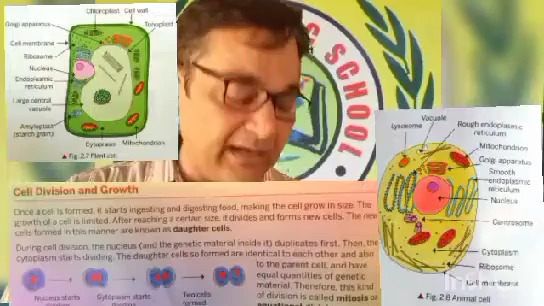 Chloroplast Cell wall
Golgi apparatus
Tonoplast
Cell membrane
Ribosome
Nucleus
Endoplasmic
reticulum
Large central
vacuole
Amyloplast
(starch grain)
Cytoplasm
Mitochondrion
▲ Fig. 2.7 Plant cell
SCHOOL
Vacuole
Lysosome
Rough endoplasmic
reticulum
Mitochondrion
Golgi apparatus
Smooth
endoplasmic
reticulum
Nucleus
Centrosome
Cytoplasm
Ribosome
Cell membrane
▲ Fig. 2.8 Animal cell
Cell Division and Growth
Once a cell is formed, it starts ingesting and digesting food, making the cell grow in size. The
growth of a cell is limited. After reaching a certain size, it divides and forms new cells. The new
cells formed in this manner are known as daughter cells.
During cell division, the nucleus (and the genetic material inside it) duplicates first. Then, the
cytoplasm starts dividing. The daughter cells so formed are identical to each other and also
to the parent cell, and have
equal quantities of genetic
material. Therefore, this kind
of division is called mitosis or
Nucleus starts
Cytoplasm starts
Two cells
formed